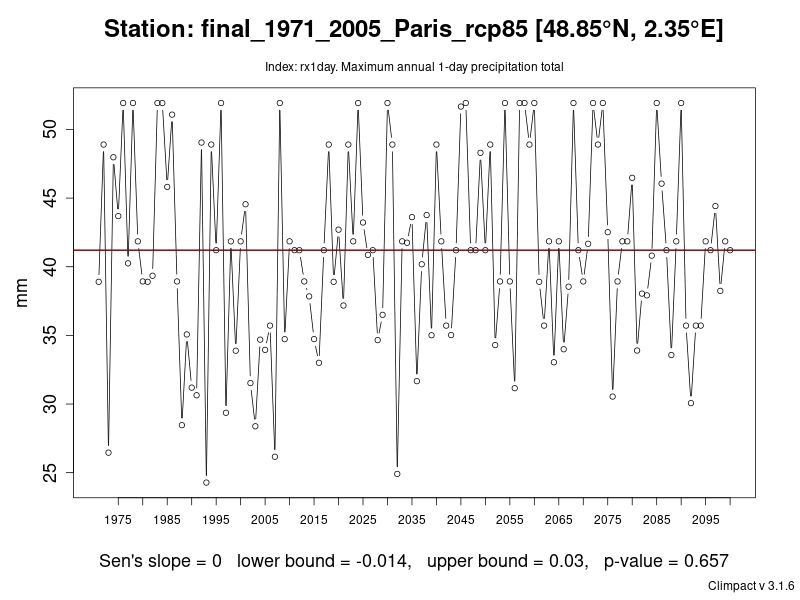 Station: final_1971_2005_Paris_rcp85 [48.85°N, 2.35°E]
Index: rx1day. Maximum annual 1-day precipitation total
mm
50
45
40
35
30
25
1975 1985 1995 2005 2015 2025 2035 2045 2055 2065 2075 2085 2095
Sen's slope = 0 lower bound = -0.014, upper bound = 0.03, p-value = 0.657
Climpact v 3.1.6